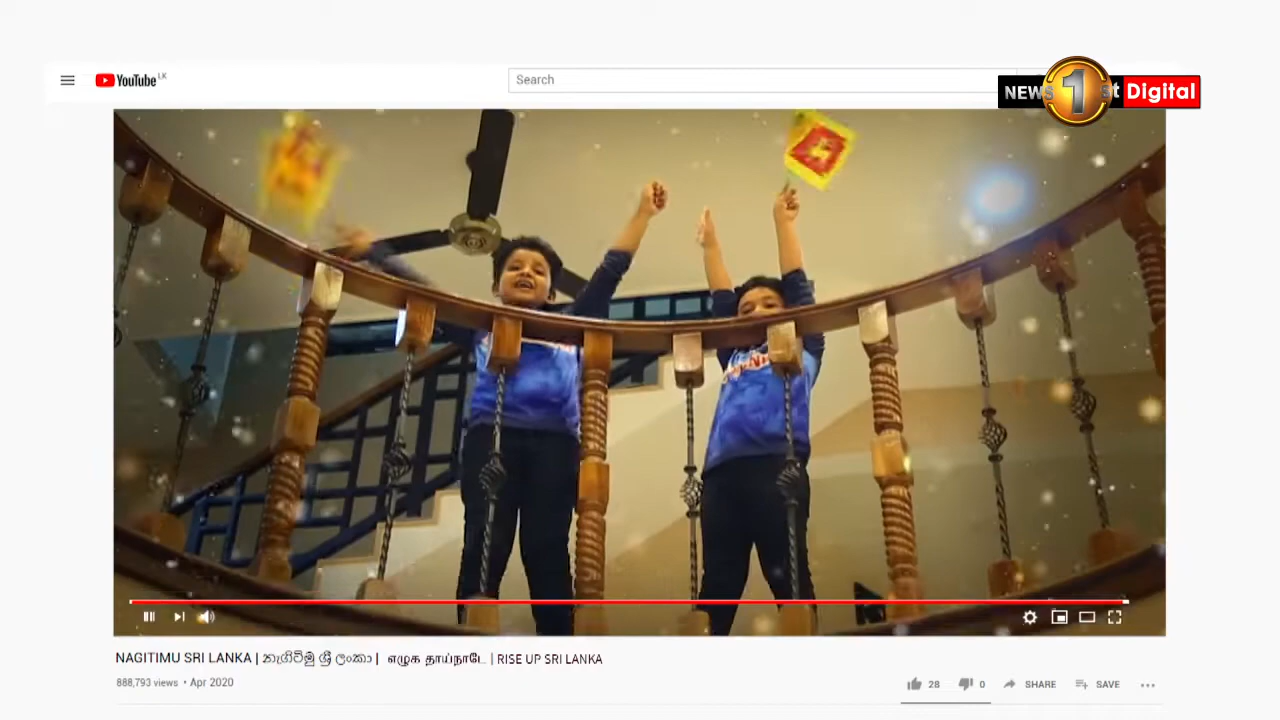 YouTube LK
Search
NEWS 1st Digital
NAGITIMU SRI LANKA | නැගිටිමු ශ්‍රී ලංකා | எழுக தாய்நாடே | RISE UP SRI LANKA
888,793 views • Apr 2020
28 0 SHARE SAVE